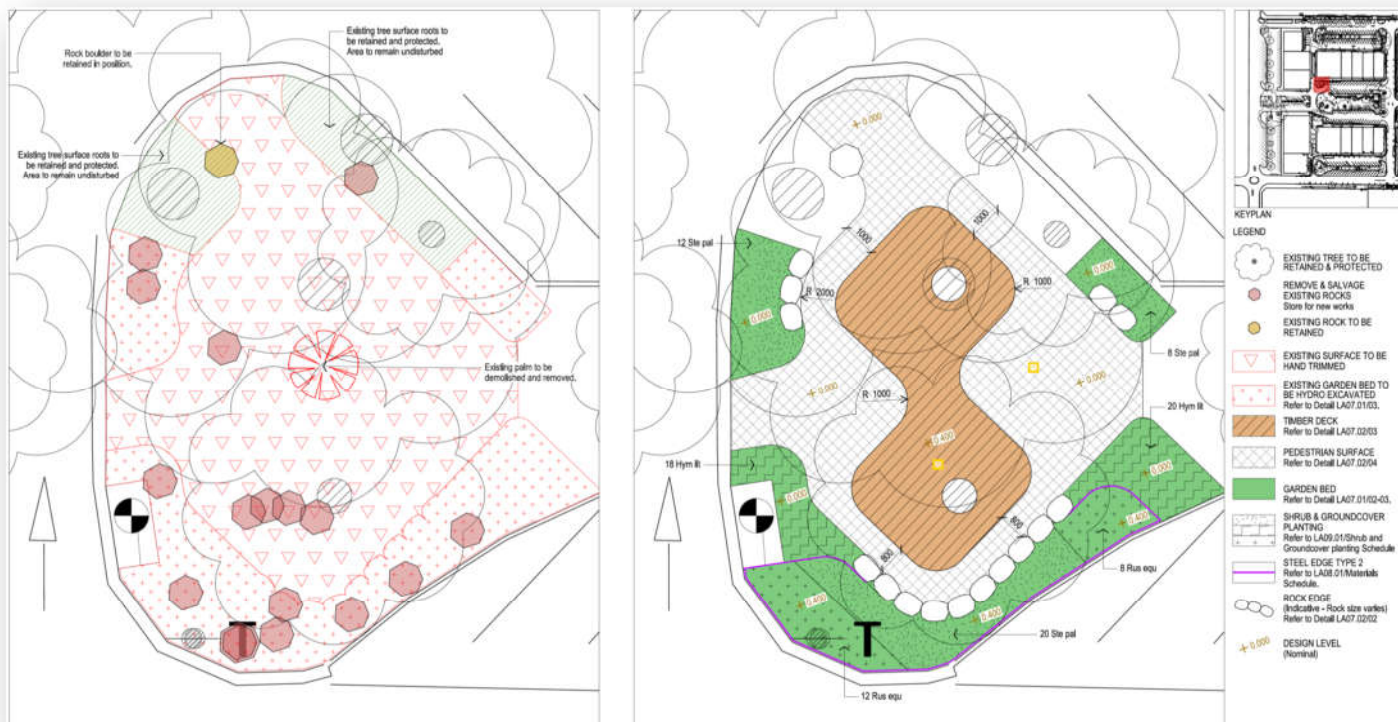 Rock boulder to be
retained in position.
Existing tree surface roots to
be retained and protected.
Area to remain undisturbed
Existing tree surface roots to
be retained and protected.
Area to remain undisturbed
Existing palm to be
demolished and removed.
T
0.000
12 Ste pal
1000
1000
R 2000
R 1000
0.000
0.000
8 Ste pal
0.000
0.000
R 1000
20 Hym lit
0.400
18 Hym lit
0.000
0.000
800
0.400
800
8 Rus equ
0.400
0.400
20 Ste pal
T
12 Rus equ
KEYPLAN
LEGEND
EXISTING TREE TO BE
RETAINED & PROTECTED
REMOVE & SALVAGE
EXISTING ROCKS
Store for new works
EXISTING ROCK TO BE
RETAINED
EXISTING SURFACE TO BE
HAND TRIMMED
EXISTING GARDEN BED TO
BE HYDRO EXCAVATED
Refer to Detail LA07.01/03.
TIMBER DECK
Refer to Detail LA07.02/03
PEDESTRIAN SURFACE
Refer to Detail LA07.02/04
GARDEN BED
Refer to Detail LA07.01/02-03.
SHRUB & GROUNDCOVER
PLANTING
Refer to LA09.01/Shrub and
Groundcover planting Schedule
STEEL EDGE TYPE 2
Refer to LA08.01/Materials
Schedule.
ROCK EDGE
(Indicative - Rock size varies)
Refer to Detail LA07.02/02
0.000
DESIGN LEVEL
(Nominal)